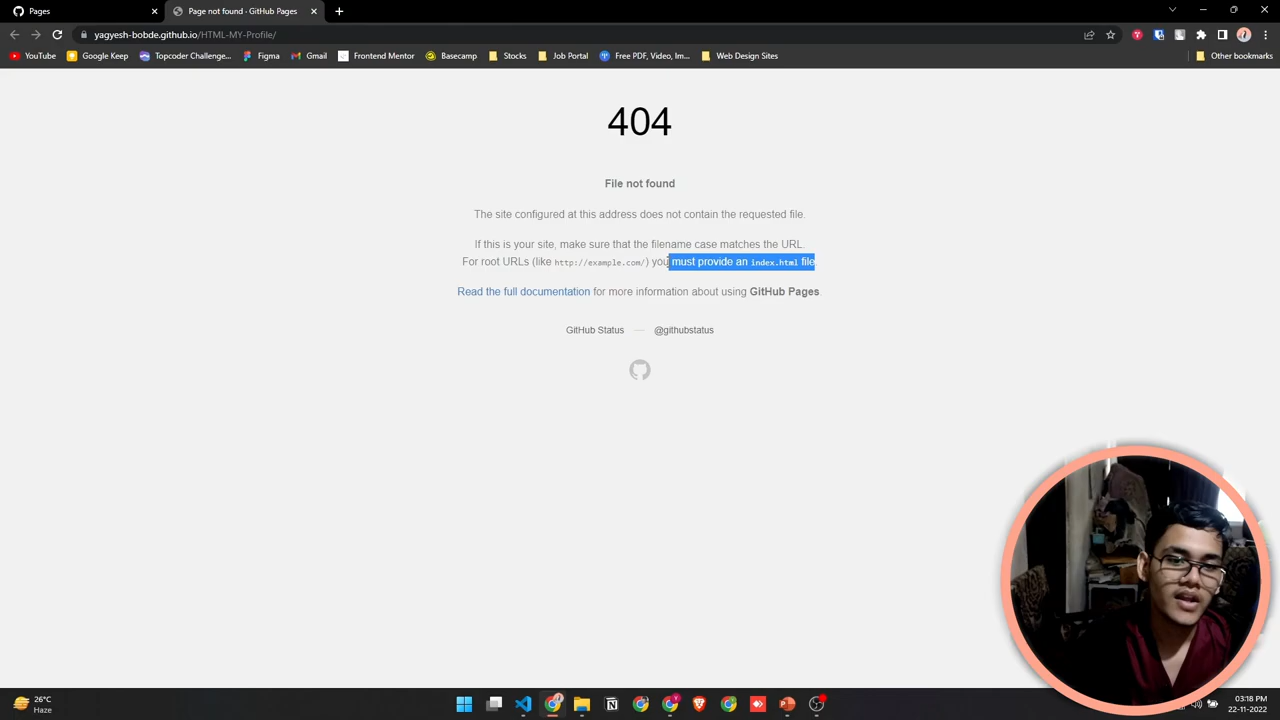 Pages
Page not found · GitHub Pages
yagyesh-bobde.github.io/HTML-MY-Profile/
YouTube
Google Keep
Topcoder Challenge...
Figma
Gmail
Frontend Mentor
Basecamp
Stocks
Job Portal
Free PDF, Video, Im...
Web Design Sites
Other bookmarks
404
File not found
The site configured at this address does not contain the requested file.
If this is your site, make sure that the filename case matches the URL.
For root URLs (like http://example.com/) you must provide an index.html file
Read the full documentation for more information about using GitHub Pages
GitHub Status — @githubstatus
26°C
Haze
03:18 PM
22-11-2022